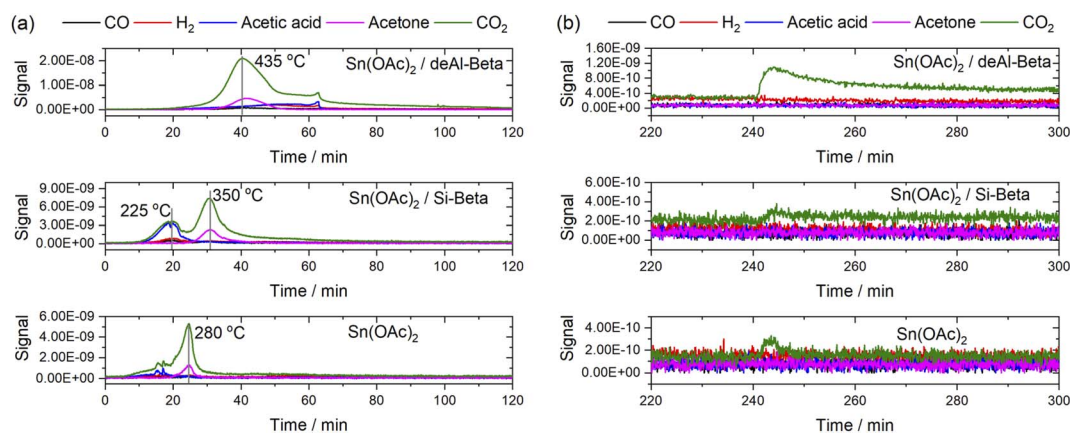 (a) CO H₂ Acetic acid Acetone CO₂
2.00E-08
1.00E-08
0.00E+00
Signal
435 °C
Sn(OAc)₂ / deAl-Beta
0 20 40 60 80 100 120
Time / min
9.00E-09
6.00E-09
3.00E-09
0.00E+00
Signal
225 °C
350 °C
Sn(OAc)₂ / Si-Beta
0 20 40 60 80 100 120
Time / min
6.00E-09
4.00E-09
2.00E-09
0.00E+00
Signal
280 °C
Sn(OAc)₂
0 20 40 60 80 100 120
Time / min
(b) CO H₂ Acetic acid Acetone CO₂
1.60E-09
1.20E-09
8.00E-10
4.00E-10
0.00E+00
Signal
Sn(OAc)₂ / deAl-Beta
220 240 260 280 300
Time / min
6.00E-10
4.00E-10
2.00E-10
0.00E+00
Signal
Sn(OAc)₂ / Si-Beta
220 240 260 280 300
Time / min
4.00E-10
2.00E-10
0.00E+00
Signal
Sn(OAc)₂
220 240 260 280 300
Time / min